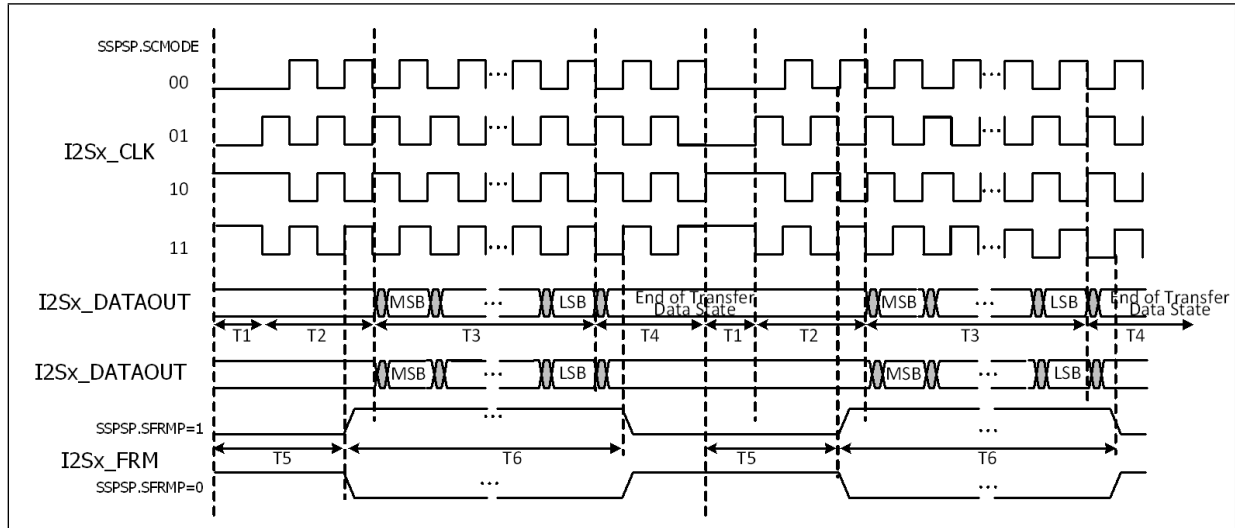 SSPSP.SCMODE
00
...
...
01
...
...
I2Sx_CLK
10
...
...
11
...
...
I2Sx_DATAOUT
MSB
...
LSB
End of Transfer
Data State
MSB
...
LSB
End of Transfer
Data State
T1
T2
T3
T4
T1
T2
T3
T4
I2Sx_DATAOUT
MSB
...
LSB
MSB
...
LSB
SSPSP.SFRMP=1
...
...
I2Sx_FRM
T5
T6
T5
T6
SSPSP.SFRMP=0
...
...